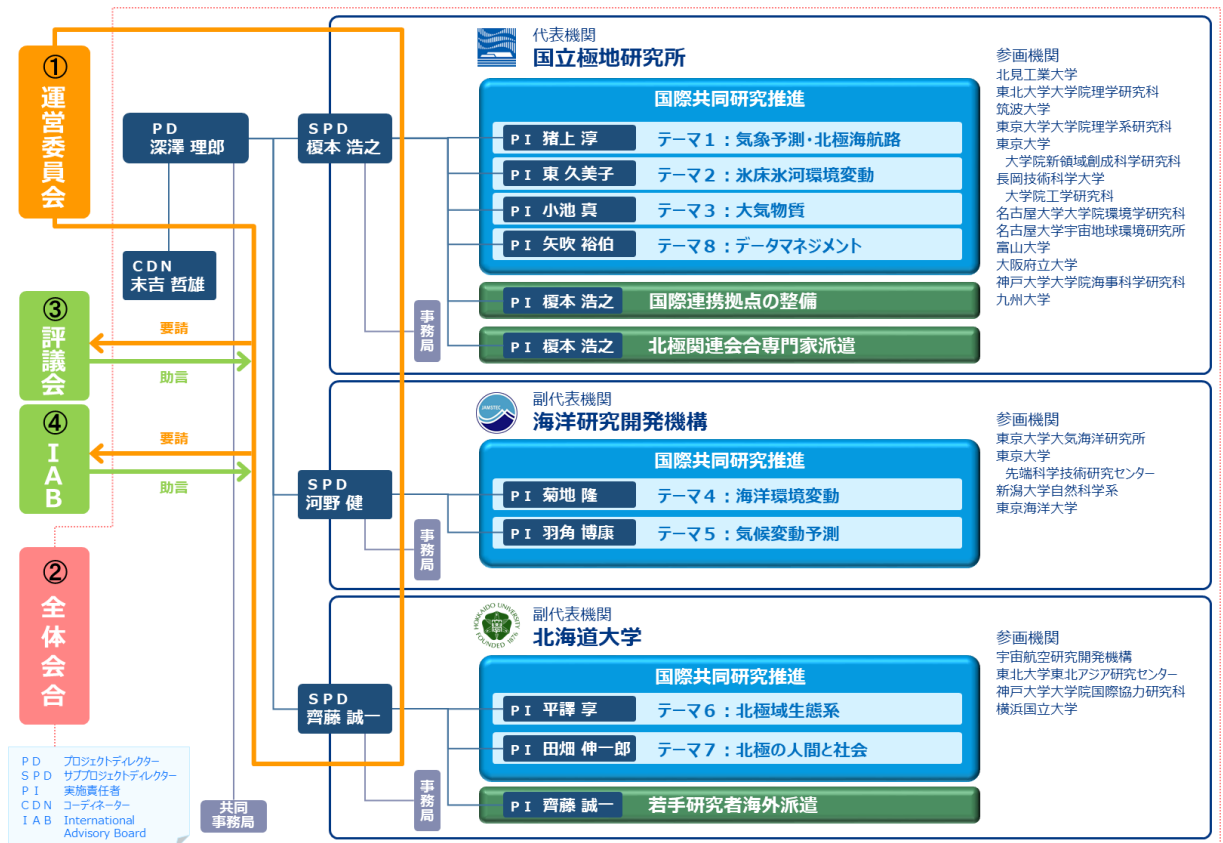 ①
運営委員会
③
評議会
④
IAB
②
全体会合
要請
助言
要請
助言
PD
深澤 理郎
CDN
末吉 哲雄
共同
事務局
PD プロジェクトディレクター
SPD サブプロジェクトディレクター
PI 実施責任者
CDN コーディネーター
IAB International
Advisory Board
SPD
榎本 浩之
事務局
代表機関
国立極地研究所
国際共同研究推進
PI 猪上 淳 テーマ1：気象予測・北極海航路
PI 東 久美子 テーマ2：氷床氷河環境変動
PI 小池 真 テーマ3：大気物質
PI 矢吹 裕伯 テーマ8：データマネジメント
PI 榎本 浩之 国際連携拠点の整備
PI 榎本 浩之 北極関連会合専門家派遣
参画機関
北見工業大学
東北大学大学院理学研究科
筑波大学
東京大学大学院理学系研究科
東京大学
大学院新領域創成科学研究科
長岡技術科学大学
大学院工学研究科
名古屋大学大学院環境学研究科
名古屋大学宇宙地球環境研究所
富山大学
大阪府立大学
神戸大学大学院海事科学研究科
九州大学
SPD
河野 健
事務局
JAMSTEC
副代表機関
海洋研究開発機構
国際共同研究推進
PI 菊地 隆 テーマ4：海洋環境変動
PI 羽角 博康 テーマ5：気候変動予測
参画機関
東京大学大気海洋研究所
東京大学
先端科学技術研究センター
新潟大学自然科学系
東京海洋大学
SPD
齊藤 誠一
事務局
HOKKAIDO UNIVERSITY
FOUNDED 1876
副代表機関
北海道大学
国際共同研究推進
PI 平譯 享 テーマ6：北極域生態系
PI 田畑 伸一郎 テーマ7：北極の人間と社会
PI 齊藤 誠一 若手研究者海外派遣
参画機関
宇宙航空研究開発機構
東北大学東北アジア研究センター
神戸大学大学院国際協力研究科
横浜国立大学